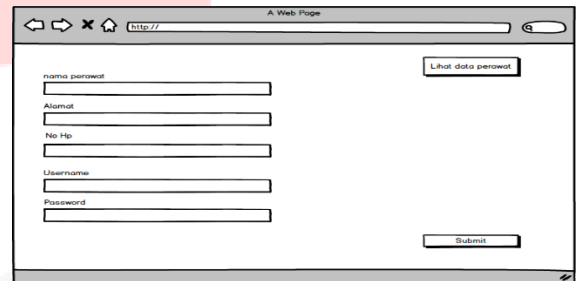 A Web Page
http://
Lihat data perawat
nama perawat
Alamat
No Hp
Username
Password
Submit